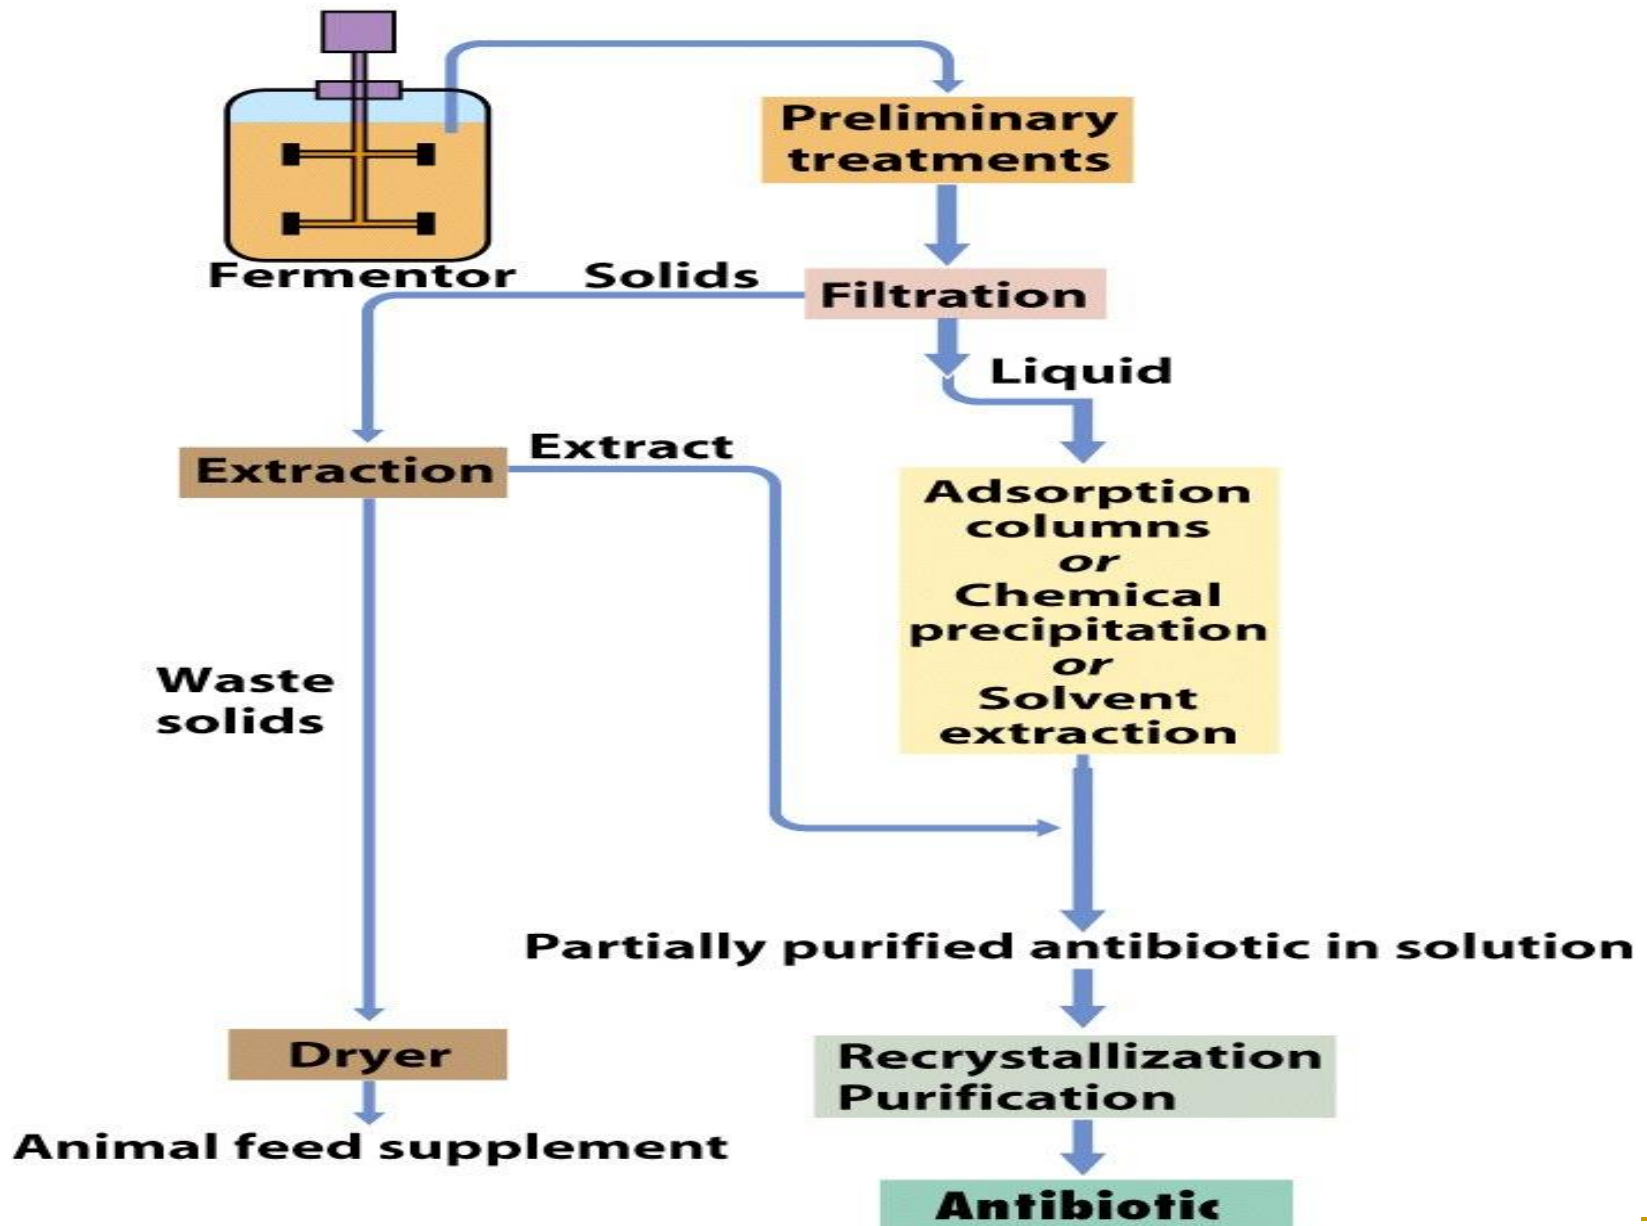 Preliminary
treatments
Fermentor
Solids
Filtration
Liquid
Extraction
Extract
Adsorption
columns
or
Chemical
precipitation
or
Solvent
extraction
Waste
solids
Partially purified antibiotic in solution
Dryer
Recrystallization
Purification
Animal feed supplement
Antibiotic